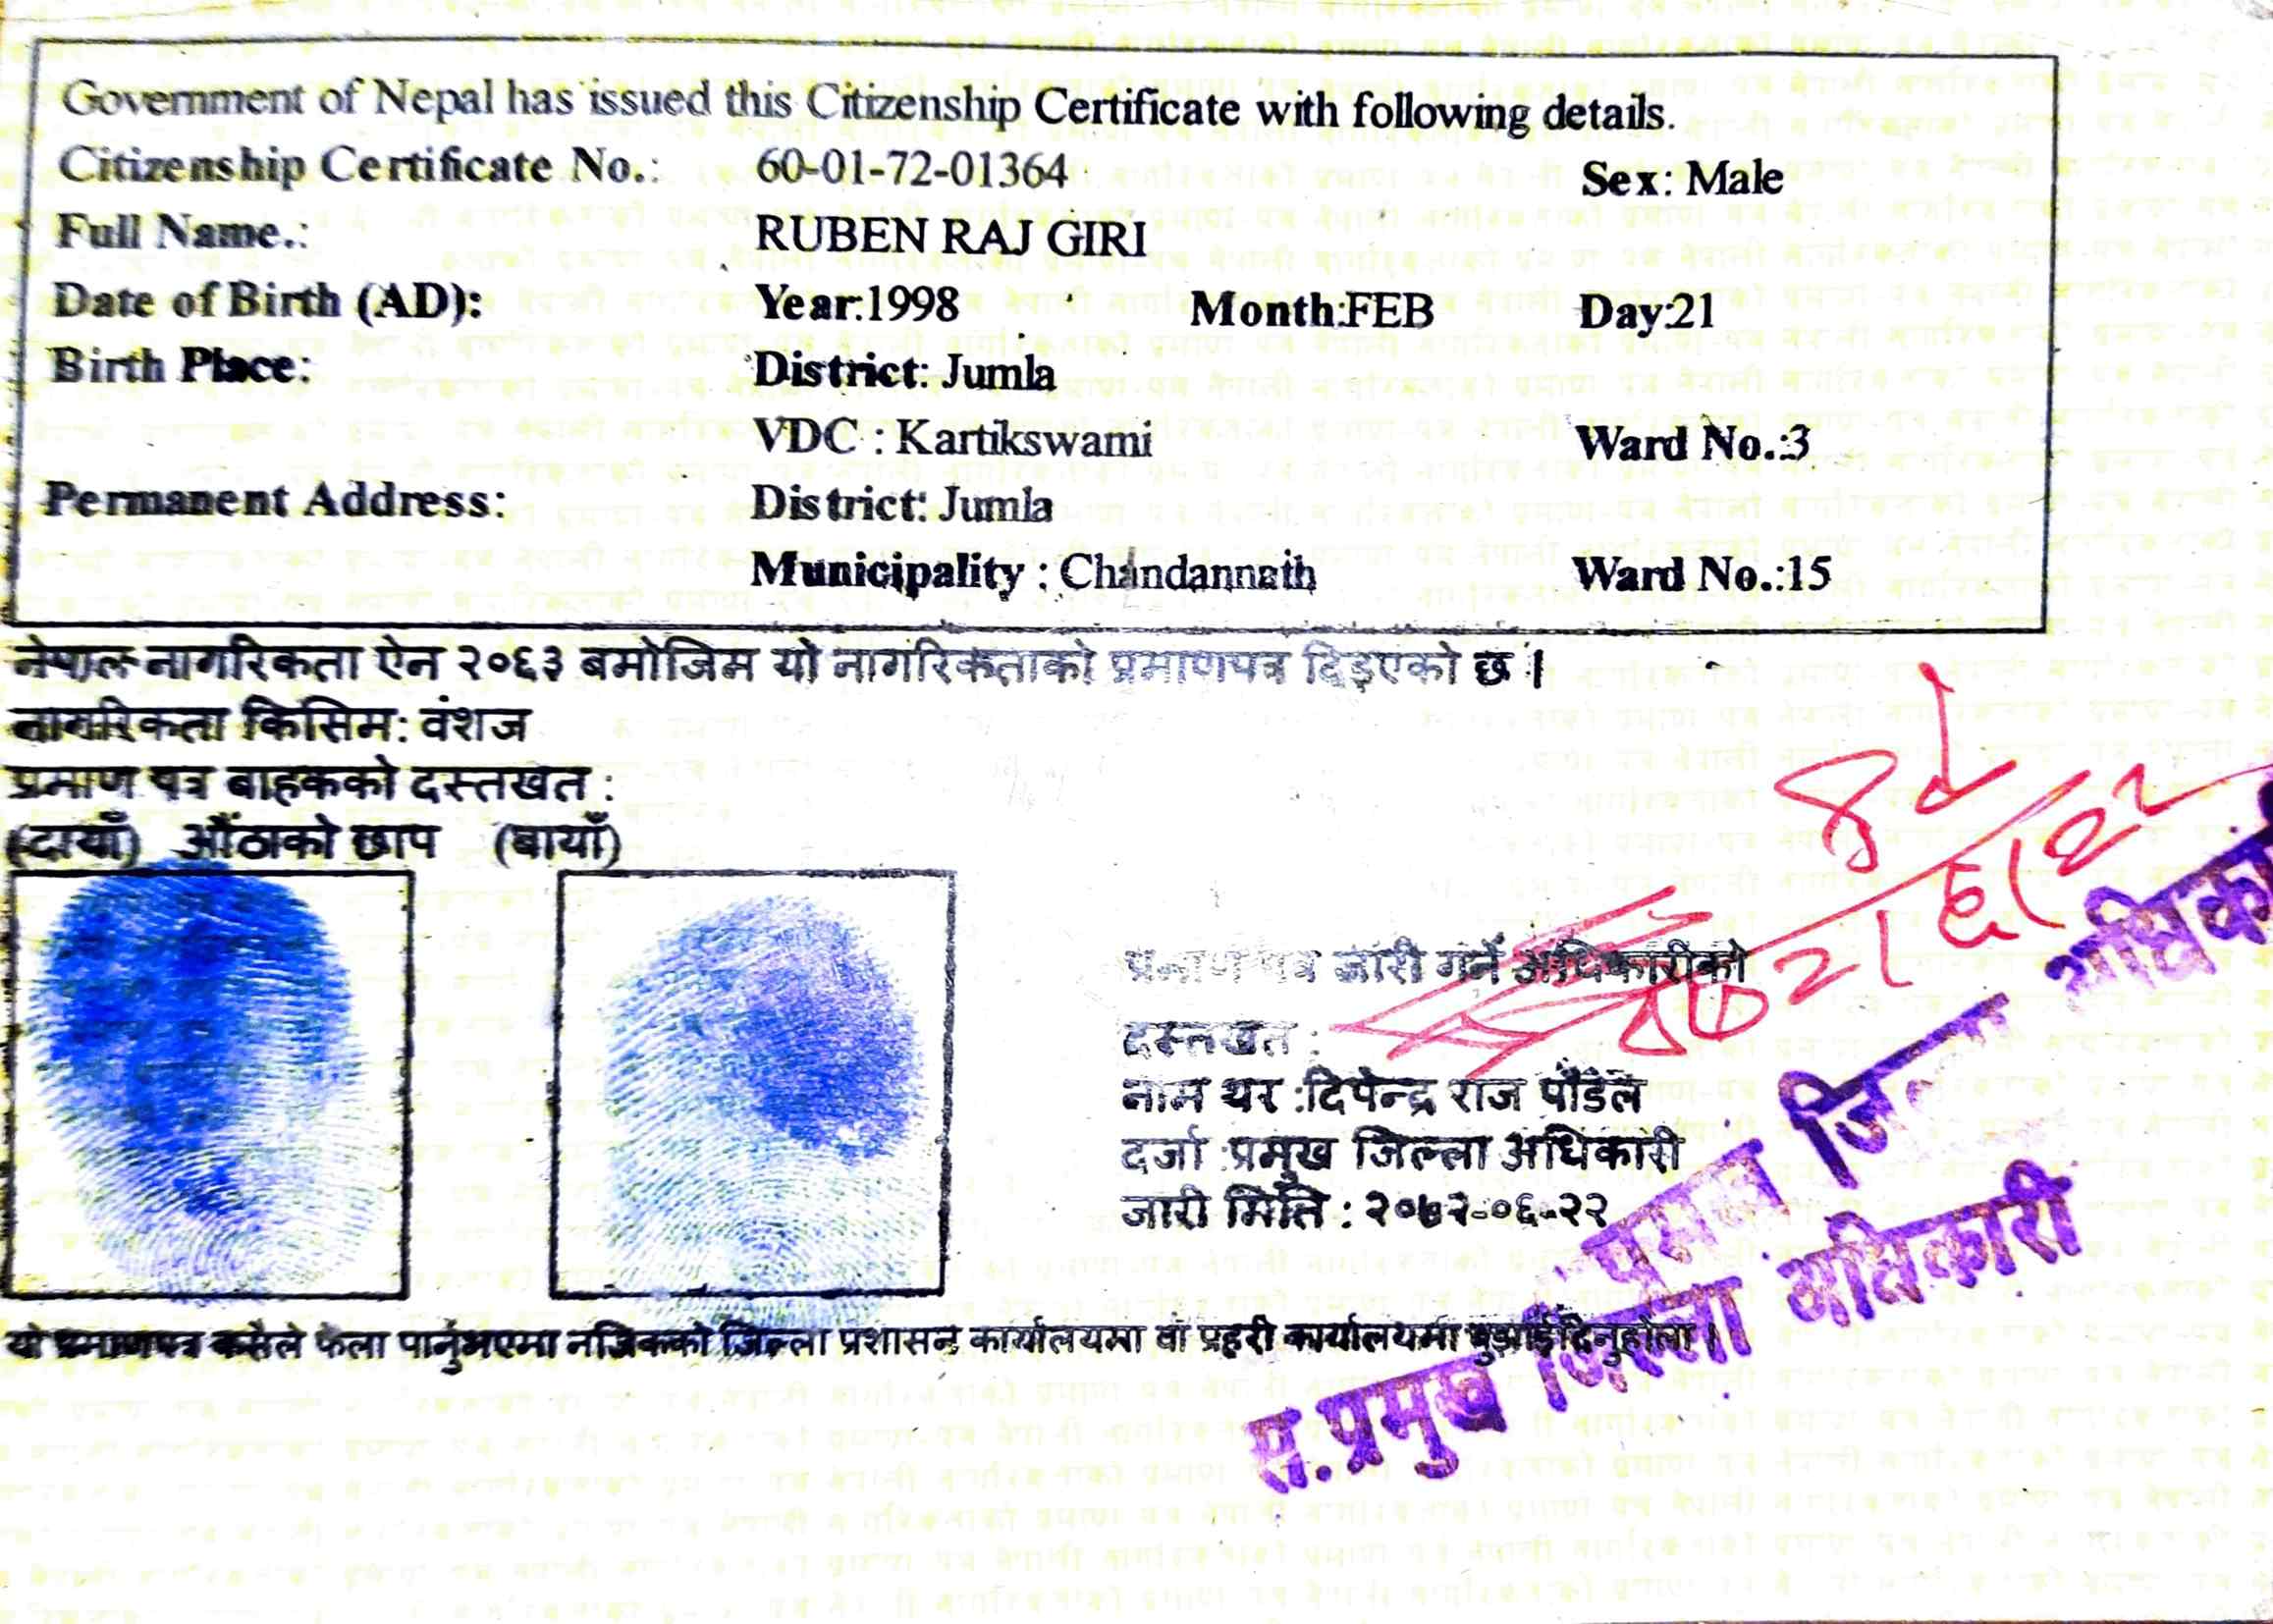 Government of Nepal has issued this Citizenship Certificate with following details.
Citizenship Certificate No.: 60-01-72-01364 Sex: Male
Full Name.: RUBEN RAJ GIRI
Date of Birth (AD): Year:1998 Month:FEB Day:21
Birth Place: District: Jumla
VDC : Kartikswami Ward No.:3
Permanent Address: District: Jumla
Municipality : Chandannath Ward No.:15
नेपाल नागरिकता ऐन २०६३ बमोजिम यो नागरिकताको प्रमाणपत्र दिइएको छ |
नागरिकता किसिम: वंशज
प्रमाण पत्र बाहकको दस्तखत :
(दायाँ) औंठाको छाप (बायाँ)
प्रमाण पत्र जारी गर्ने अधिकारीको
दस्तखत :
नाम थर :दिपेन्द्र राज पौडेल
दर्जा :प्रमुख जिल्ला अधिकारी
जारी मिति : २०७२-०६-२२
यो प्रमाणपत्र कसैले फेला पार्नुभएमा नजिकको जिल्ला प्रशासन कार्यालयमा वा प्रहरी कार्यालयमा बुझाईदिनुहोला |
प्रमुख जिल्ला अधिकारी
स.प्रमुख जिल्ला अधिकारी